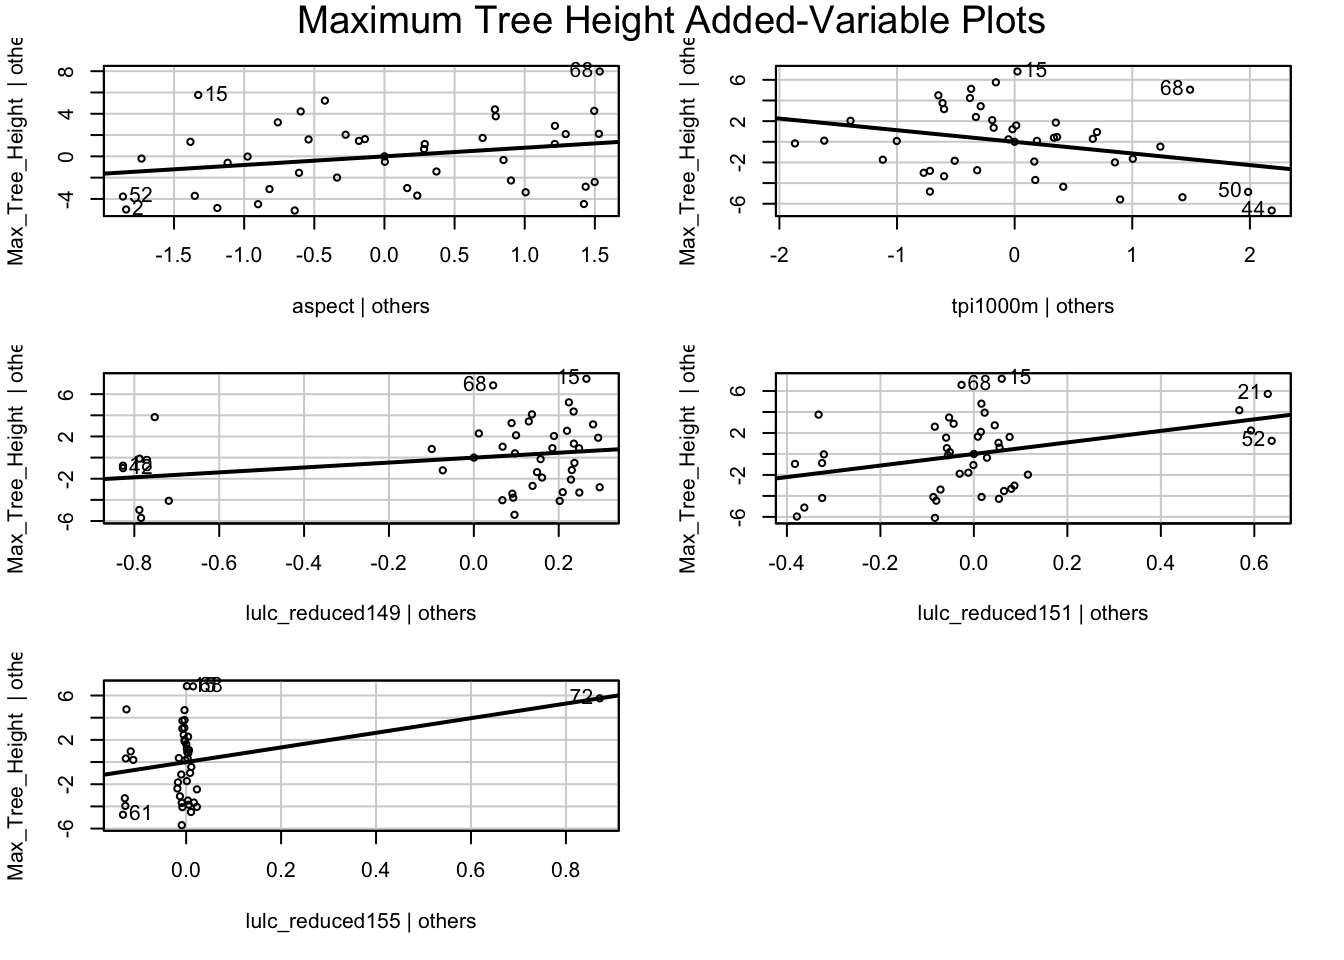 Maximum Tree Height Added-Variable Plots
Max_Tree_Height | othe
8
4
0
-4
68
15
52
2
-1.5 -1.0 -0.5 0.0 0.5 1.0 1.5
aspect | others
Max_Tree_Height | othe
6
2
-2
-6
15
68
50
44
-2 -1 0 1 2
tpi1000m | others
Max_Tree_Height | othe
6
2
-2
-6
68
15
-0.8 -0.6 -0.4 -0.2 0.0 0.2
lulc_reduced149 | others
Max_Tree_Height | othe
6
2
-2
-6
68
15
21
52
-0.4 -0.2 0.0 0.2 0.4 0.6
lulc_reduced151 | others
Max_Tree_Height | othe
6
2
-2
-6
72
61
0.0 0.2 0.4 0.6 0.8
lulc_reduced155 | others